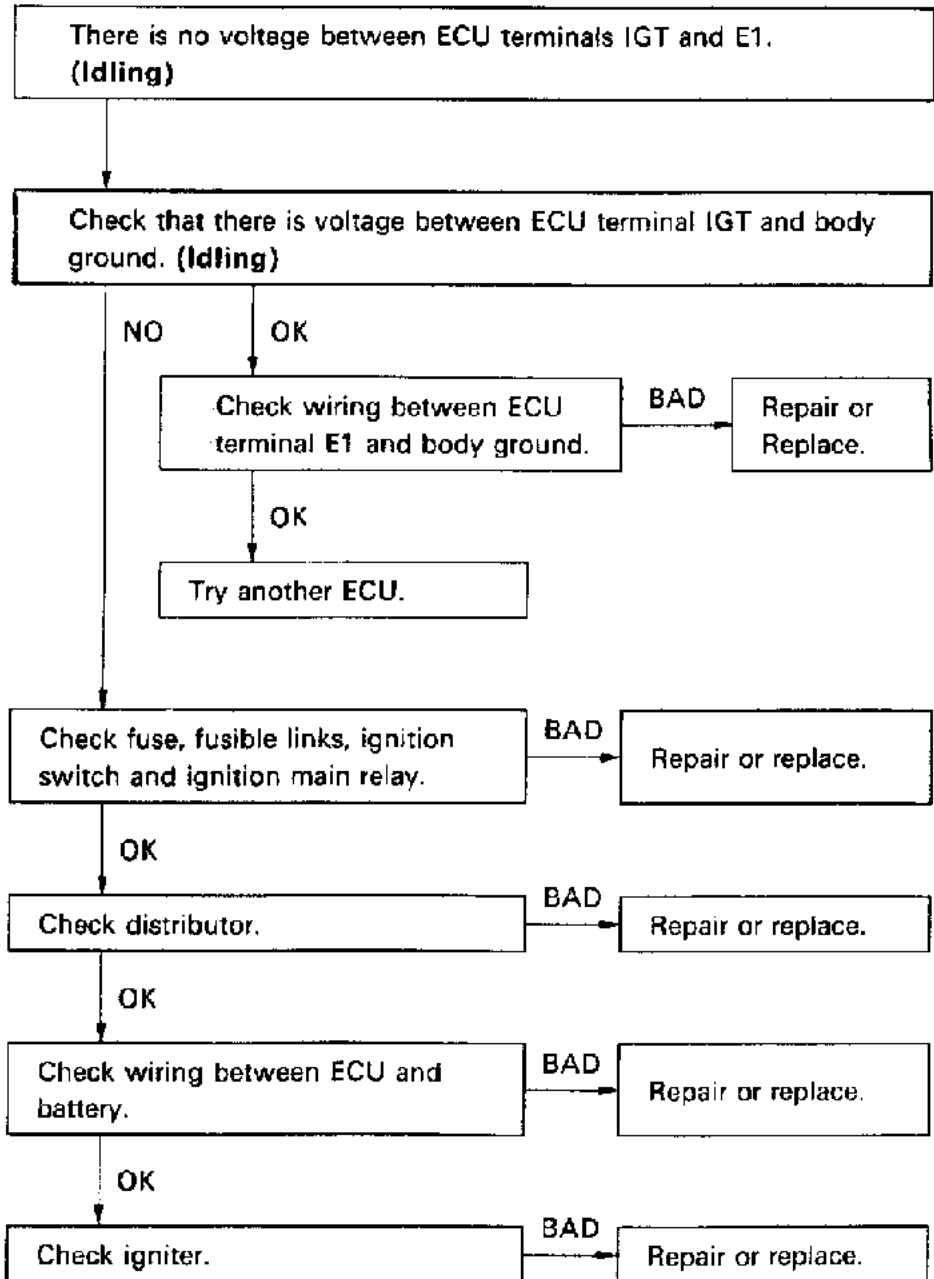 There is no voltage between ECU terminals IGT and E1.
(Idling)
Check that there is voltage between ECU terminal IGT and body
ground. (Idling)
NO
OK
Check wiring between ECU
terminal E1 and body ground.
BAD
Repair or
Replace.
OK
Try another ECU.
Check fuse, fusible links, ignition
switch and ignition main relay.
BAD
Repair or replace.
OK
Check distributor.
BAD
Repair or replace.
OK
Check wiring between ECU and
battery.
BAD
Repair or replace.
OK
Check igniter.
BAD
Repair or replace.